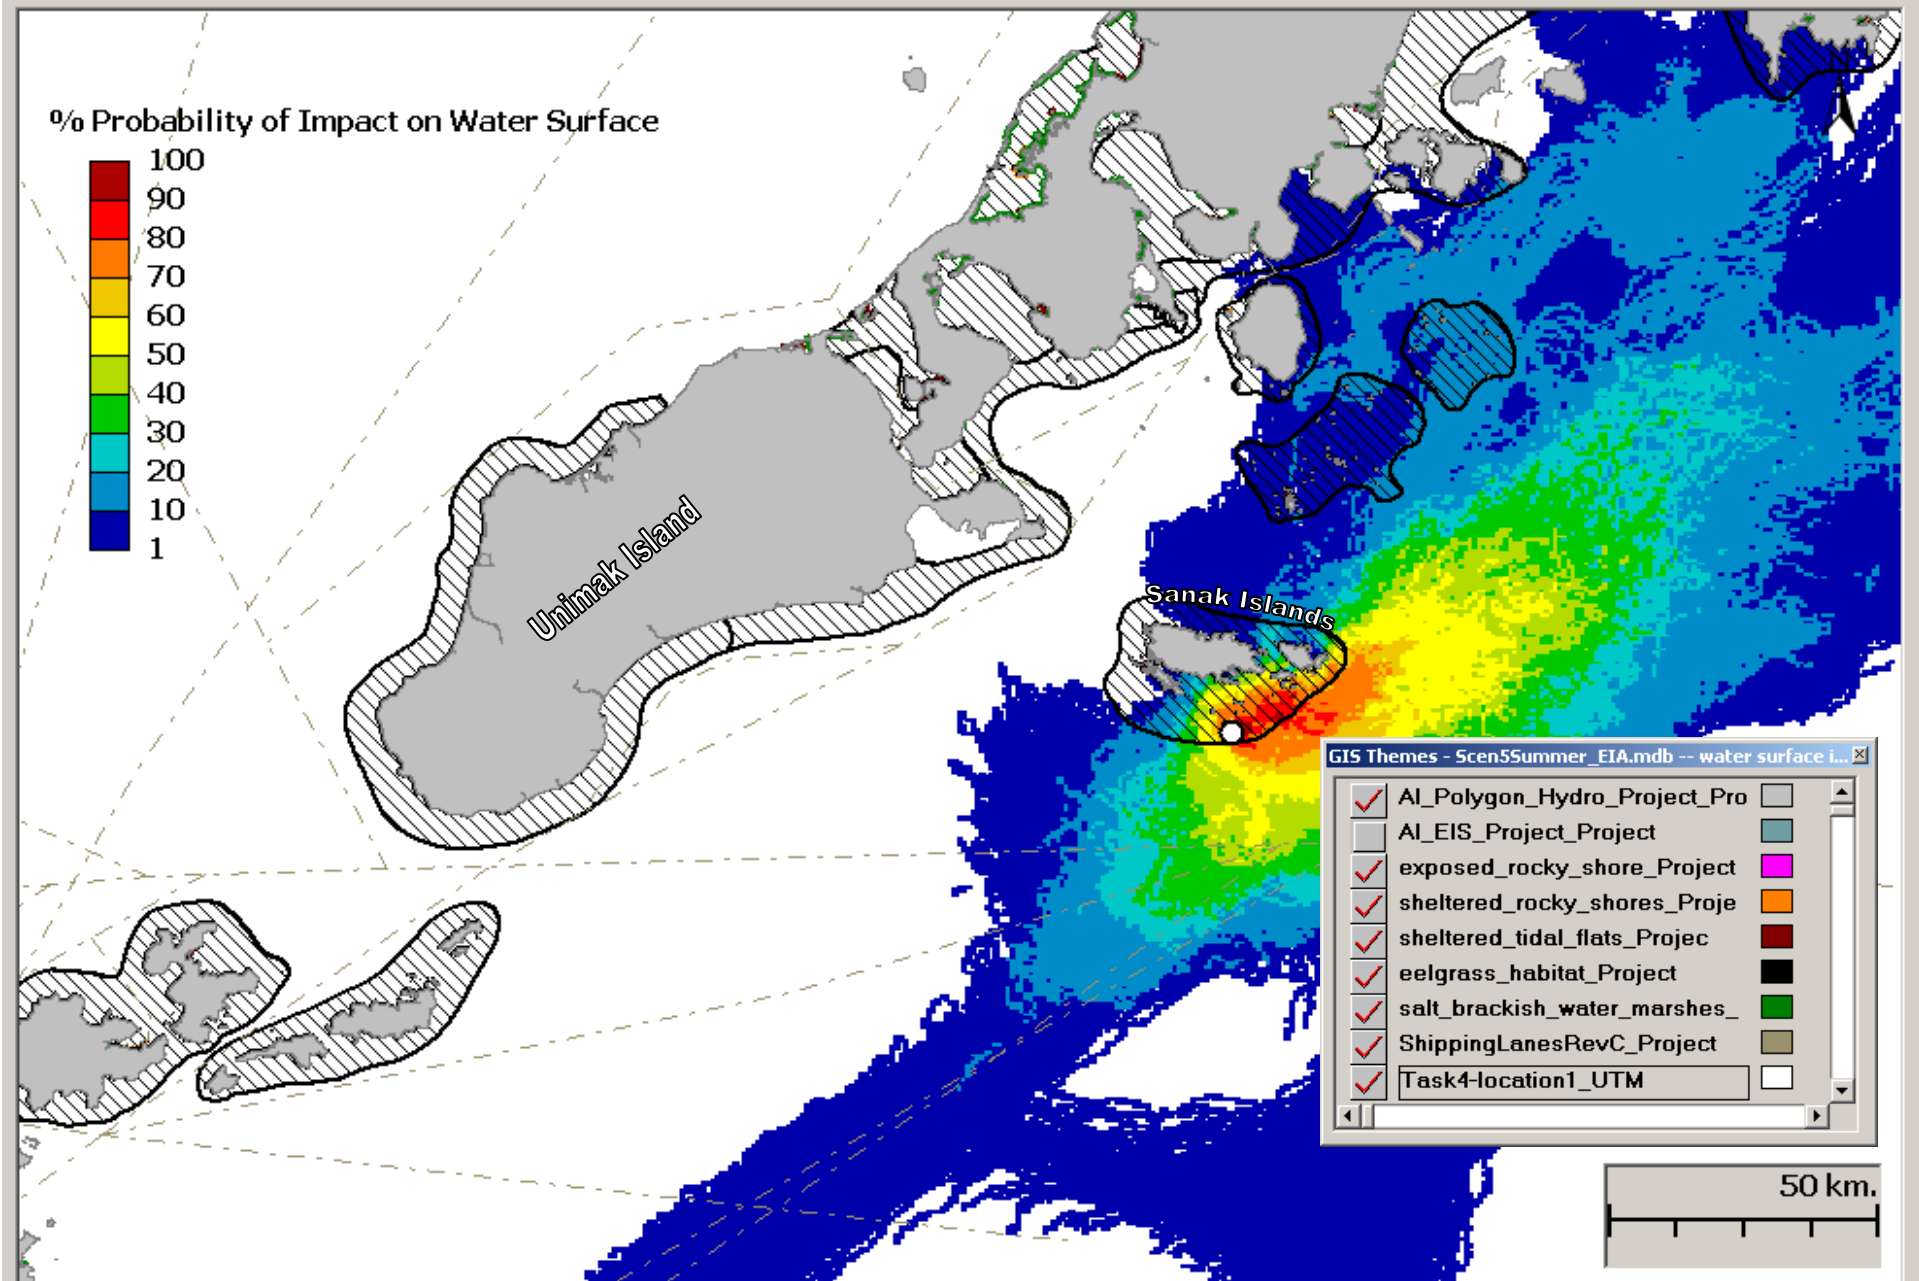 % Probability of Impact on Water Surface
100
90
80
70
60
50
40
30
20
10
1
Unimak Island
Sanak Islands
GIS Themes - Scen5Summer_EIA.mdb -- water surface i...
AI_Polygon_Hydro_Project_Pro
AI_EIS_Project_Project
exposed_rocky_shore_Project
sheltered_rocky_shores_Proje
sheltered_tidal_flats_Projec
eelgrass_habitat_Project
salt_brackish_water_marshes_
ShippingLanesRevC_Project
Task4-location1_UTM
50 km.